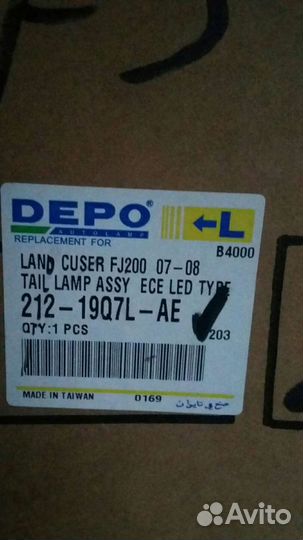 DEPO
AUTOLAMP
←L
REPLACEMENT FOR
B4000
LAND CUSER FJ200 07-08
TAIL LAMP ASSY ECE LED TYPE
212-19Q7L-AE
203
QTY:1 PCS
MADE IN TAIWAN
0169
Avito